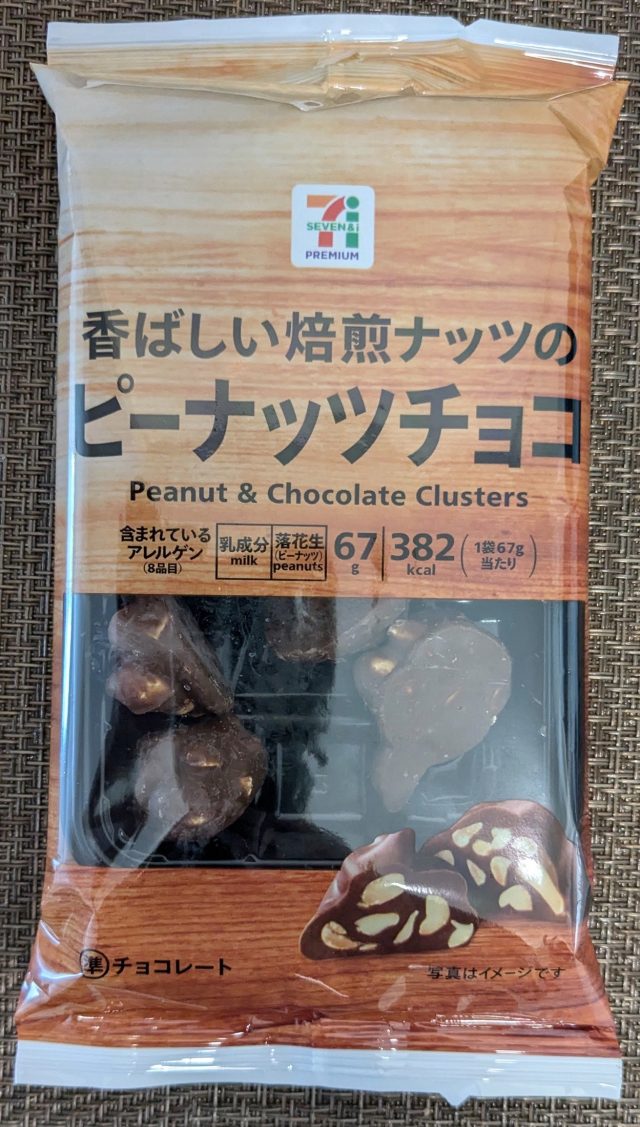 SEVEN&i
PREMIUM
香ばしい焙煎ナッツの
ピーナッツチョコ
Peanut & Chocolate Clusters
含まれている
アレルゲン
(8品目)
乳成分
milk
落花生
(ピーナッツ)
peanuts
67
g
382
kcal
(1袋67g
当たり)
準チョコレート
写真はイメージです